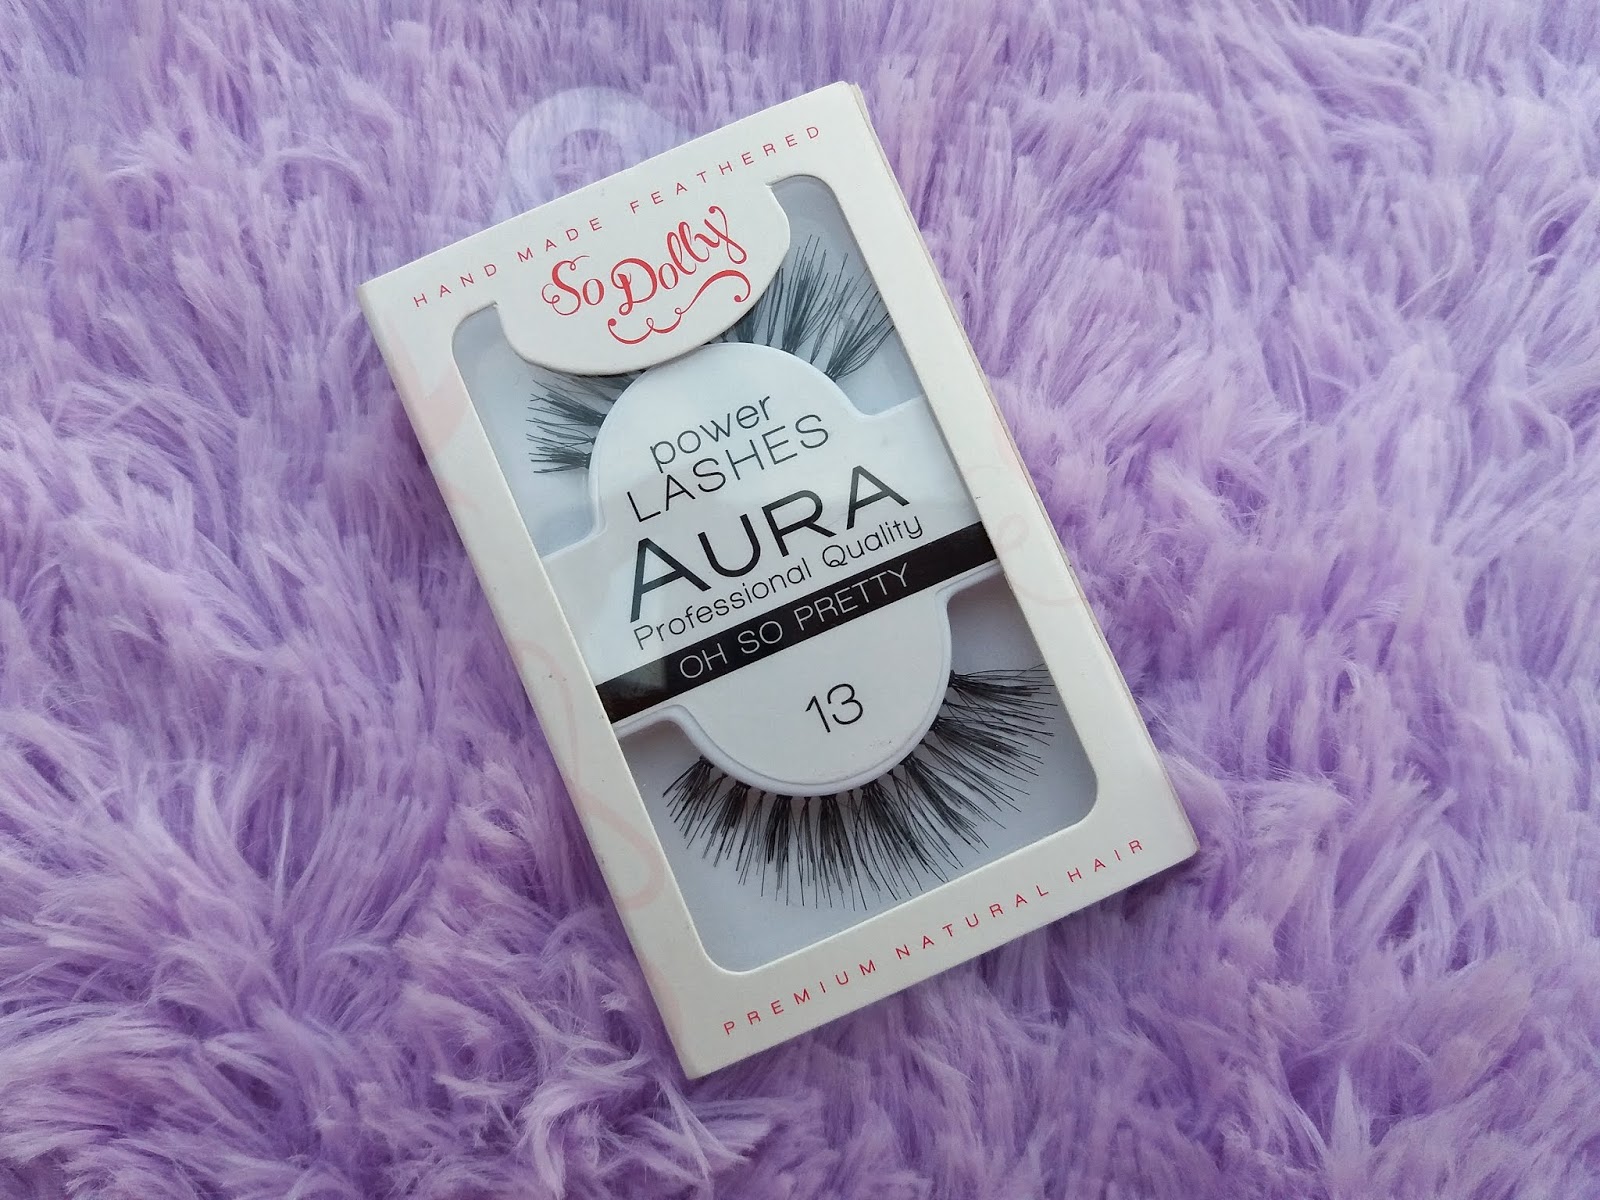 HAND MADE FEATHERED
So Dolly
power
LASHES
AURA
Professional Quality
OH SO PRETTY
13
PREMIUM NATURAL HAIR